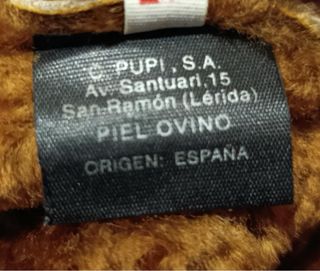 C. PUPI, S.A.
Av. Santuari, 15
San Ramón (Lérida)
PIEL OVINO
ORIGEN: ESPAÑA